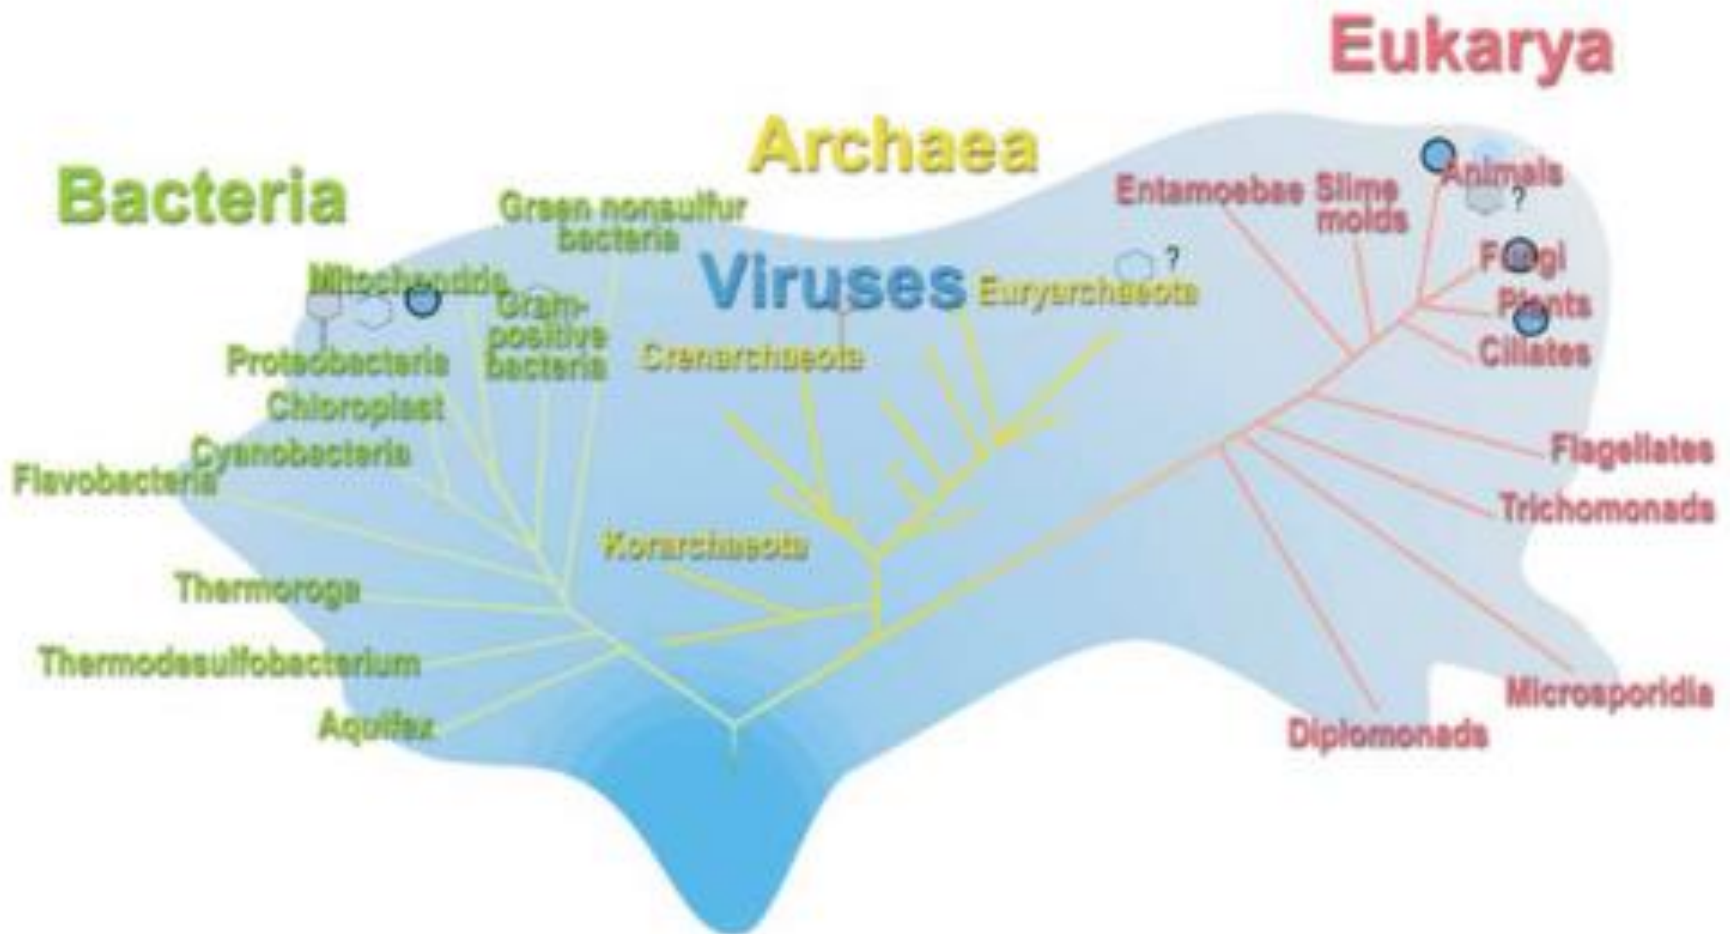 Eukarya
Archaea
Bacteria
Viruses
Green nonsulfur
bacteria
Mitochondria
Gram-
positive
bacteria
Proteobacteria
Chloroplast
Cyanobacteria
Flavobacteria
Thermoroga
Thermodesulfobacterium
Aquifex
Crenarchaeota
Euryarchaeota
?
Korarchaeota
Entamoebae
Slime
molds
Animals
?
Fungi
Plants
Ciliates
Flagellates
Trichomonads
Microsporidia
Diplomonads